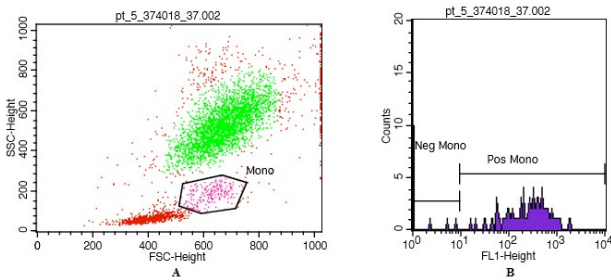 pt_5_374018_37.002
SSC-Height
1000
800
600
400
200
0
Mono
0 200 400 600 800 1000
FSC-Height
A
pt_5_374018_37.002
Counts
20
15
10
5
0
Neg Mono
Pos Mono
10^0 10^1 10^2 10^3 10^4
FL1-Height
B